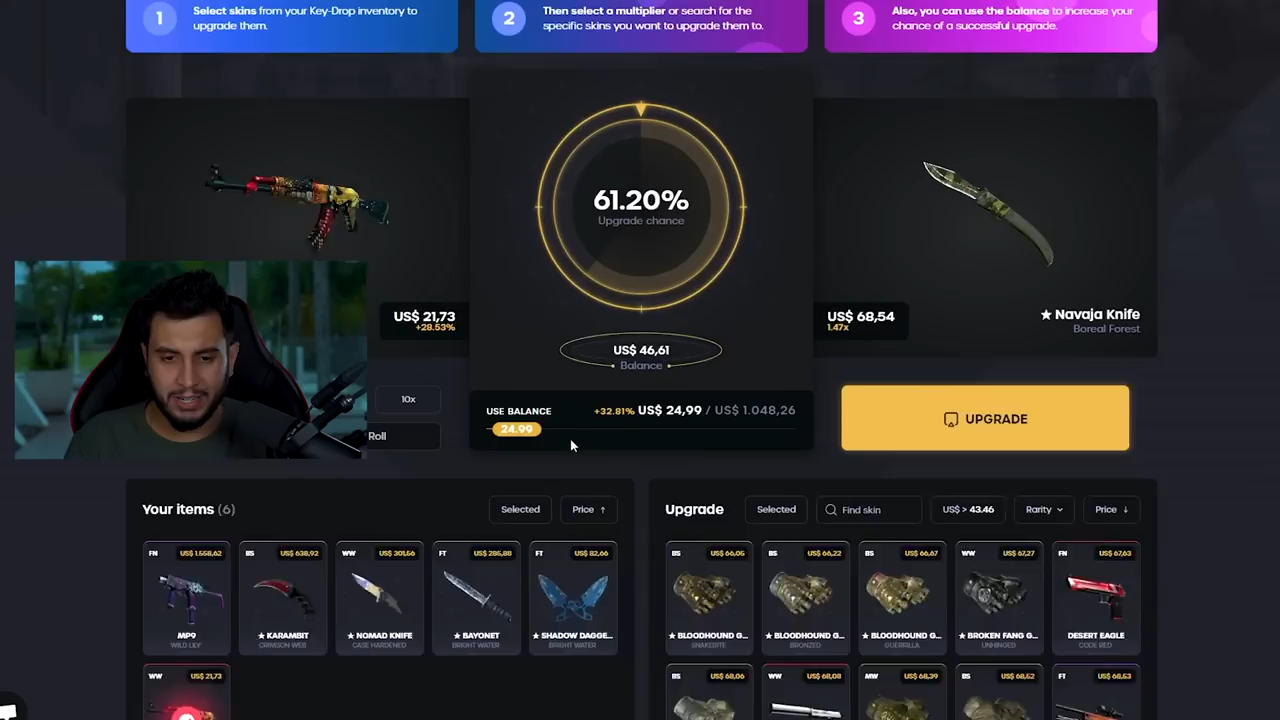 1
Select skins from your Key-Drop inventory to
upgrade them.
2
Then select a multiplier or search for the
specific skins you want to upgrade them to.
3
Also, you can use the balance to increase your
chance of a successful upgrade.
61.20%
Upgrade chance
US$ 21,73
+28.53%
US$ 68,54
1.47x
★ Navaja Knife
Boreal Forest
US$ 46,61
Balance
10x
Roll
USE BALANCE
+32.81% US$ 24,99 / US$ 1.048,26
24.99
UPGRADE
Your items (6)
Selected
Price ↑
Upgrade
Selected
Find skin
US$ > 43.46
Rarity
Price ↓
FN US$ 1.558,62
MP9
WILD LILY
BS US$ 638,92
★ KARAMBIT
CRIMSON WEB
WW US$ 301,56
★ NOMAD KNIFE
CASE HARDENED
FT US$ 285,88
★ BAYONET
BRIGHT WATER
FT US$ 82,66
★ SHADOW DAGGE...
BRIGHT WATER
BS US$ 66,05
★ BLOODHOUND G...
SNAKEBITE
BS US$ 66,22
★ BLOODHOUND G...
BRONZED
BS US$ 66,67
★ BLOODHOUND G...
GUERRILLA
WW US$ 67,27
★ BROKEN FANG G...
UNHINGED
FN US$ 67,63
DESERT EAGLE
CODE RED
WW US$ 21,73
BS US$ 68,06
WW US$ 68,08
MW US$ 68,39
BS US$ 68,52
FT US$ 68,53